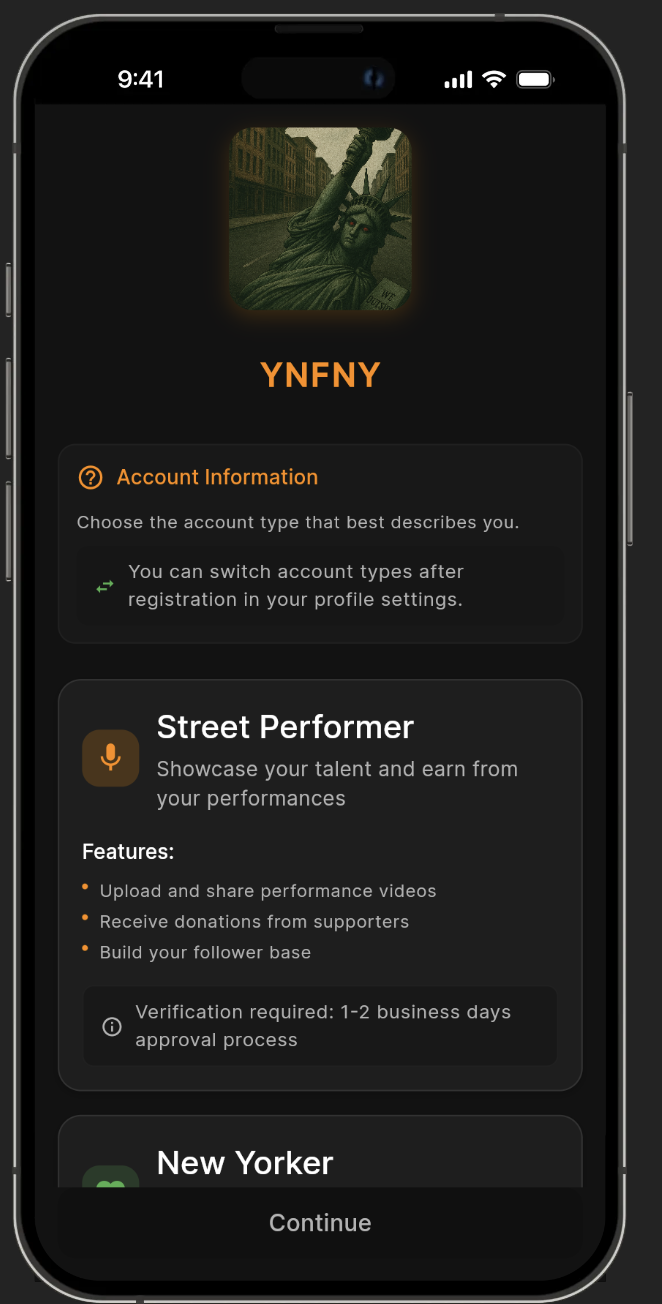 9:41
WE
OUTSIDE
YNFNY
Account Information
Choose the account type that best describes you.
You can switch account types after
registration in your profile settings.
Street Performer
Showcase your talent and earn from
your performances
Features:
• Upload and share performance videos
• Receive donations from supporters
• Build your follower base
Verification required: 1-2 business days
approval process
New Yorker
Continue